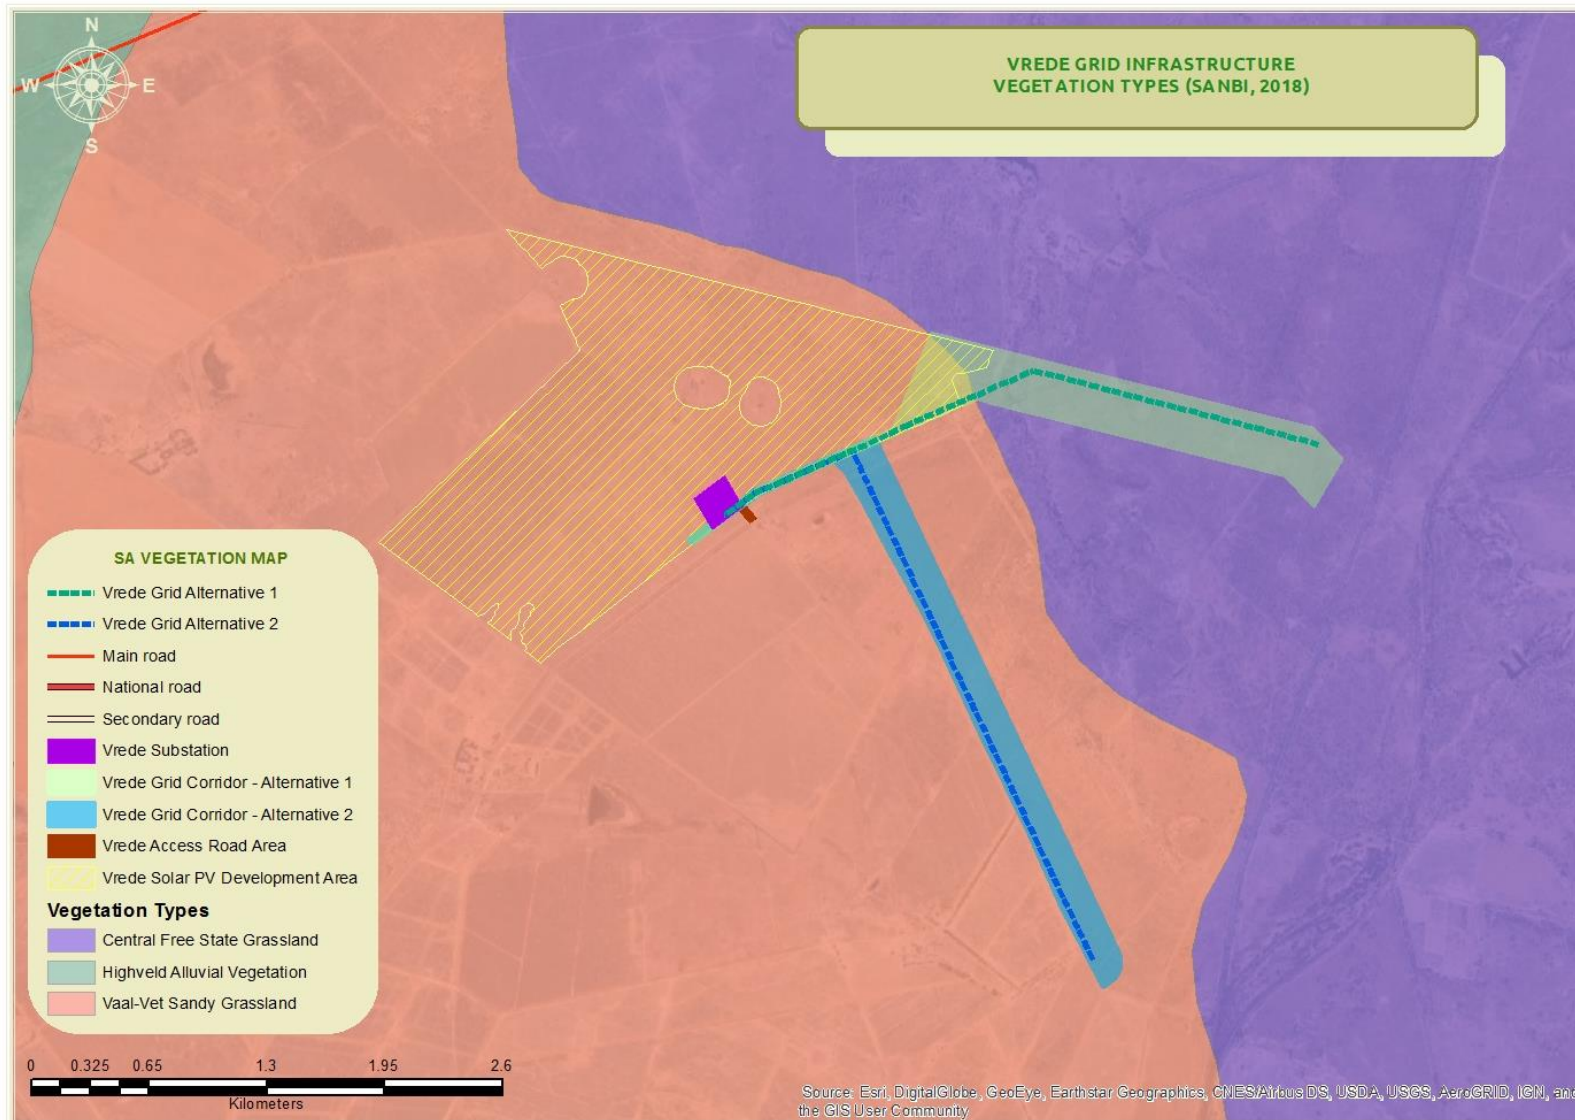 N
W E
S
VREDE GRID INFRASTRUCTURE
VEGETATION TYPES (SANBI, 2018)
SA VEGETATION MAP
Vrede Grid Alternative 1
Vrede Grid Alternative 2
Main road
National road
Secondary road
Vrede Substation
Vrede Grid Corridor - Alternative 1
Vrede Grid Corridor - Alternative 2
Vrede Access Road Area
Vrede Solar PV Development Area
Vegetation Types
Central Free State Grassland
Highveld Alluvial Vegetation
Vaal-Vet Sandy Grassland
0 0.325 0.65 1.3 1.95 2.6
Kilometers
Source: Esri, DigitalGlobe, GeoEye, Earthstar Geographics, CNES/Airbus DS, USDA, USGS, AeroGRID, IGN, and
the GIS User Community